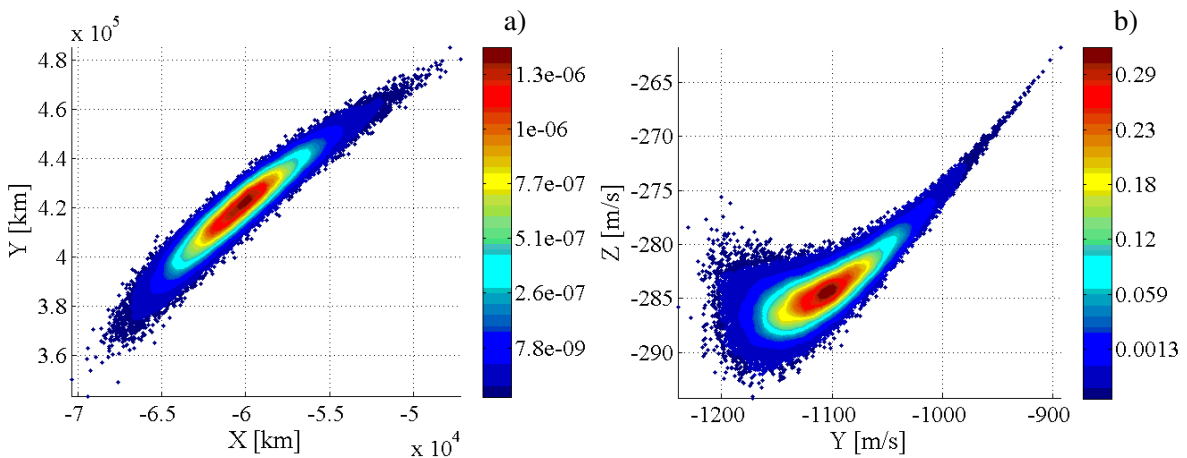 a)
x 10^5
4.8
4.6
4.4
4.2
4
3.8
3.6
Y [km]
-7 -6.5 -6 -5.5 -5
X [km]
x 10^4
1.3e-06
1e-06
7.7e-07
5.1e-07
2.6e-07
7.8e-09
b)
-265
-270
-275
-280
-285
-290
Z [m/s]
-1200 -1100 -1000 -900
Y [m/s]
0.29
0.23
0.18
0.12
0.059
0.0013